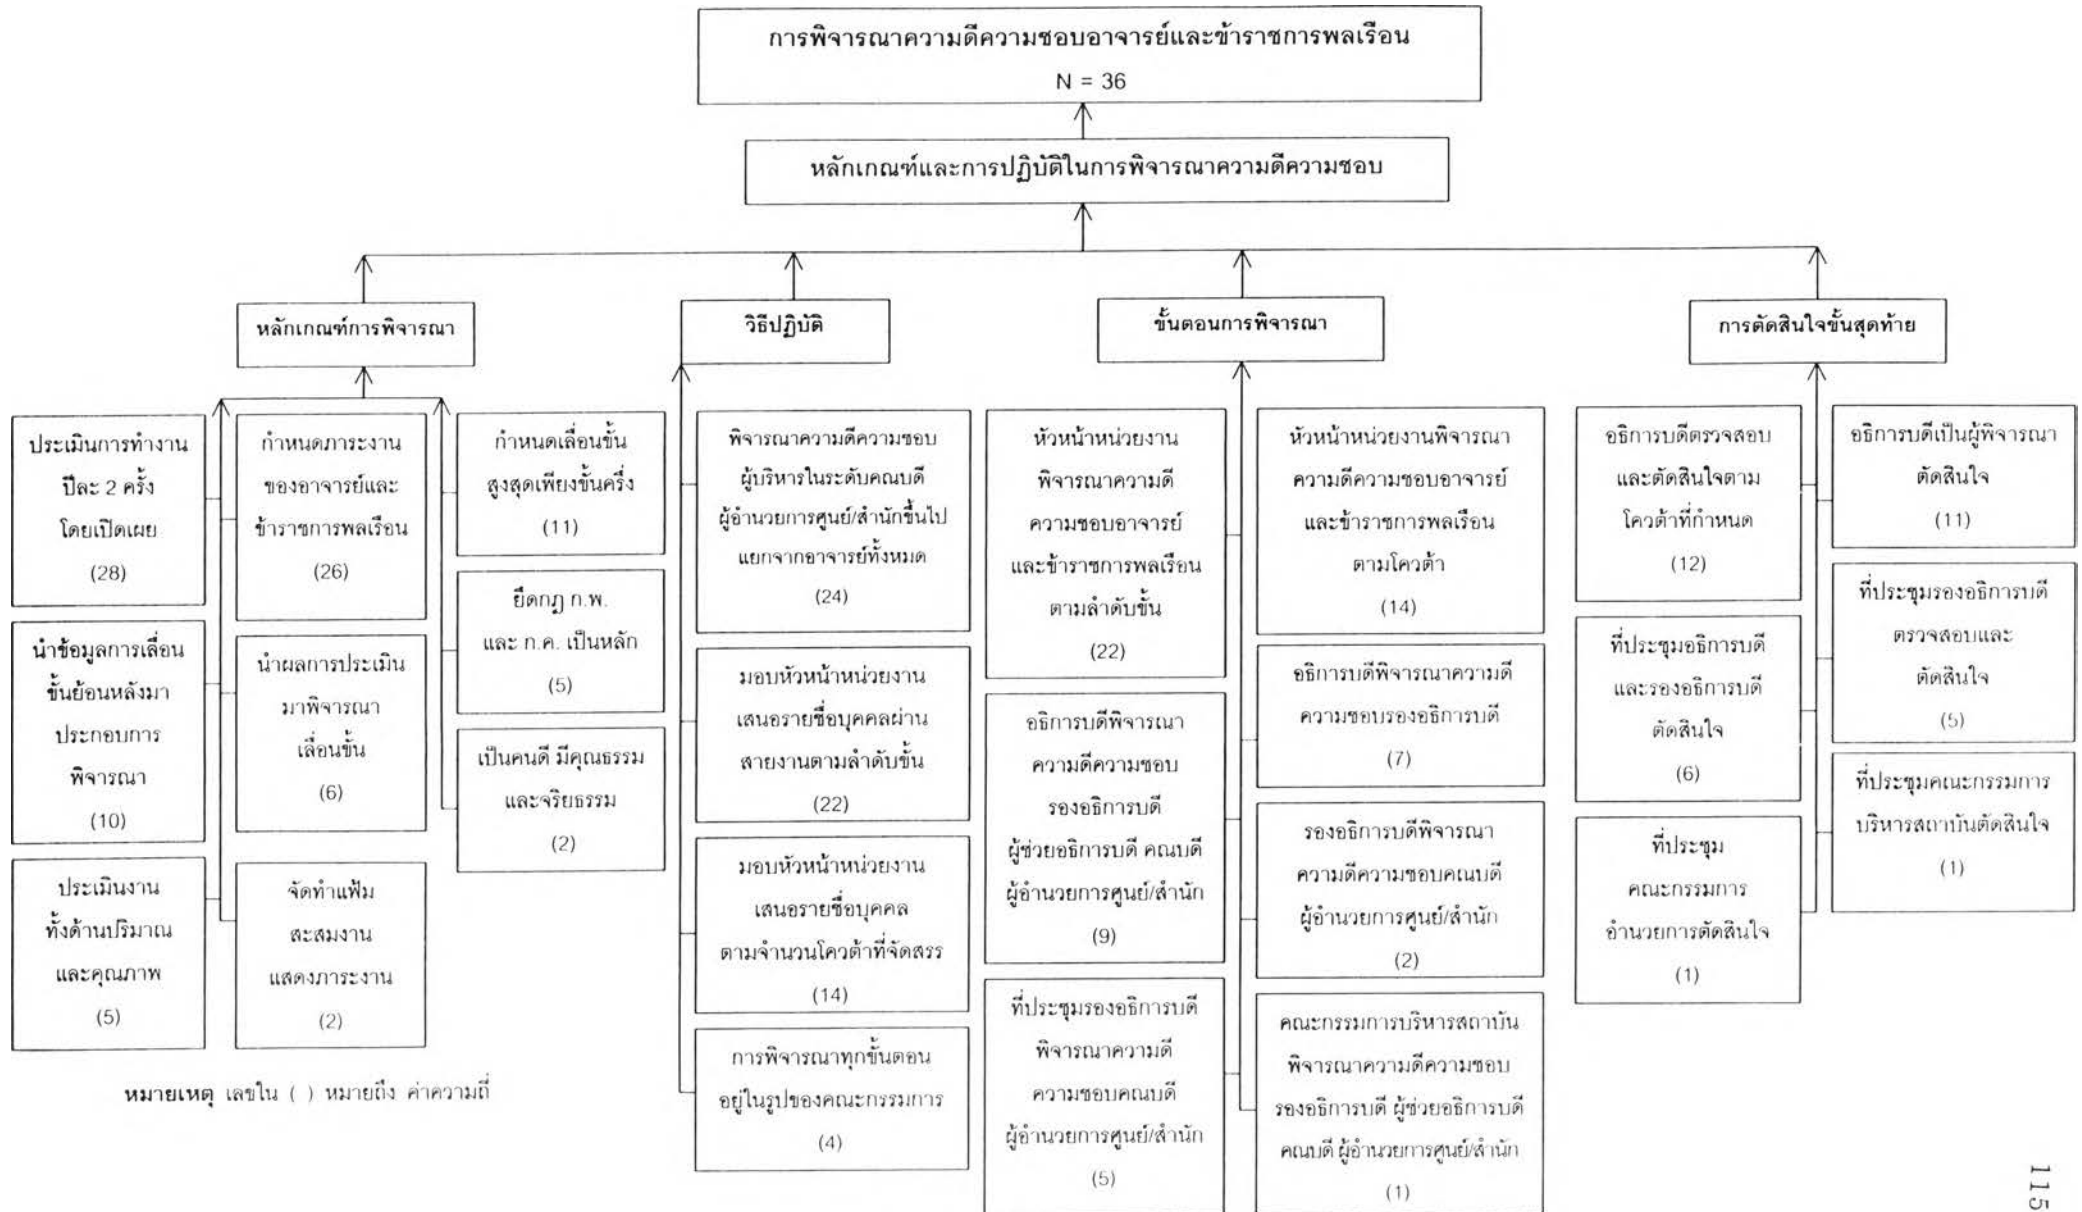 การพิจารณาความดีความชอบอาจารย์และข้าราชการพลเรือน
N = 36
หลักเกณฑ์และการปฏิบัติในการพิจารณาความดีความชอบ
หลักเกณฑ์การพิจารณา
วิธีปฏิบัติ
ขั้นตอนการพิจารณา
การตัดสินใจขั้นสุดท้าย
ประเมินการทำงาน
ปีละ 2 ครั้ง
โดยเปิดเผย
(28)
นำข้อมูลการเลื่อน
ขั้นย้อนหลังมา
ประกอบการ
พิจารณา
(10)
ประเมินงาน
ทั้งด้านปริมาณ
และคุณภาพ
(5)
กำหนดภาระงาน
ของอาจารย์และ
ข้าราชการพลเรือน
(26)
นำผลการประเมิน
มาพิจารณา
เลื่อนขั้น
(6)
จัดทำแฟ้ม
สะสมงาน
แสดงภาระงาน
(2)
กำหนดเลื่อนขั้น
สูงสุดเพียงขั้นครึ่ง
(11)
ยึดกฎ ก.พ.
และ ก.ค. เป็นหลัก
(5)
เป็นคนดี มีคุณธรรม
และจริยธรรม
(2)
พิจารณาความดีความชอบ
ผู้บริหารในระดับคณบดี
ผู้อำนวยการศูนย์/สำนักขึ้นไป
แยกจากอาจารย์ทั้งหมด
(24)
มอบหัวหน้าหน่วยงาน
เสนอรายชื่อบุคคลผ่าน
สายงานตามลำดับขั้น
(22)
มอบหัวหน้าหน่วยงาน
เสนอรายชื่อบุคคล
ตามจำนวนโควต้าที่จัดสรร
(14)
การพิจารณาทุกขั้นตอน
อยู่ในรูปของคณะกรรมการ
(4)
หัวหน้าหน่วยงาน
พิจารณาความดี
ความชอบอาจารย์
และข้าราชการพลเรือน
ตามลำดับขั้น
(22)
อธิการบดีพิจารณา
ความดีความชอบ
รองอธิการบดี
ผู้ช่วยอธิการบดี คณบดี
ผู้อำนวยการศูนย์/สำนัก
(9)
ที่ประชุมรองอธิการบดี
พิจารณาความดี
ความชอบคณบดี
ผู้อำนวยการศูนย์/สำนัก
(5)
หัวหน้าหน่วยงานพิจารณา
ความดีความชอบอาจารย์
และข้าราชการพลเรือน
ตามโควต้า
(14)
อธิการบดีพิจารณาความดี
ความชอบรองอธิการบดี
(7)
รองอธิการบดีพิจารณา
ความดีความชอบคณบดี
ผู้อำนวยการศูนย์/สำนัก
(2)
คณะกรรมการบริหารสถาบัน
พิจารณาความดีความชอบ
รองอธิการบดี ผู้ช่วยอธิการบดี
คณบดี ผู้อำนวยการศูนย์/สำนัก
(1)
อธิการบดีตรวจสอบ
และตัดสินใจตาม
โควต้าที่กำหนด
(12)
ที่ประชุมอธิการบดี
และรองอธิการบดี
ตัดสินใจ
(6)
ที่ประชุม
คณะกรรมการ
อำนวยการตัดสินใจ
(1)
อธิการบดีเป็นผู้พิจารณา
ตัดสินใจ
(11)
ที่ประชุมรองอธิการบดี
ตรวจสอบและ
ตัดสินใจ
(5)
ที่ประชุมคณะกรรมการ
บริหารสถาบันตัดสินใจ
(1)
หมายเหตุ เลขใน ( ) หมายถึง ค่าความถี่
115